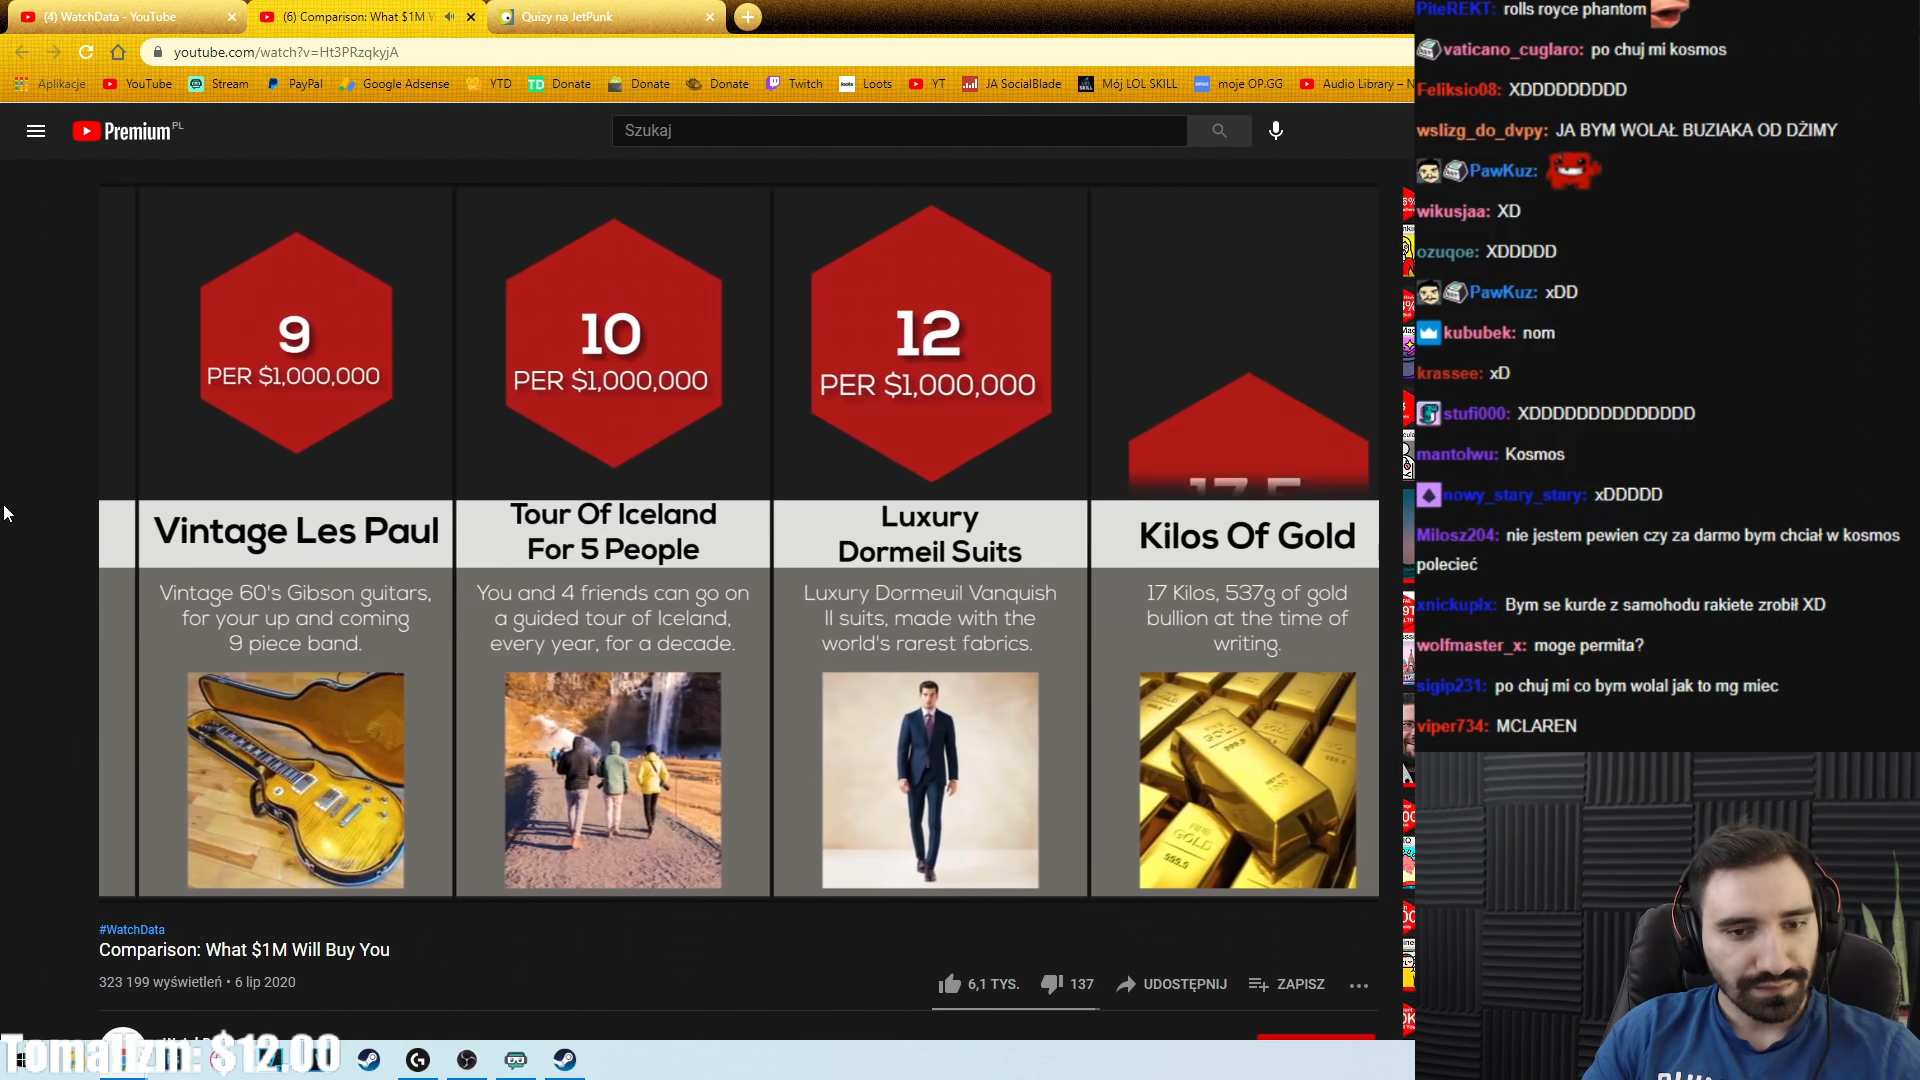 (4) WatchData - YouTube
(6) Comparison: What $1M
Quizy na JetPunk
youtube.com/watch?v=Ht3PRzqkyjA
Aplikacje
YouTube
Stream
PayPal
Google Adsense
YTD
TD Donate
Donate
Donate
Twitch
Loots
YT
JA SocialBlade
Mój LOL SKILL
moje OP.GG
Audio Library – N
Premium PL
Szukaj
9
PER $1,000,000
10
PER $1,000,000
12
PER $1,000,000
Vintage Les Paul
Tour Of Iceland
For 5 People
Luxury
Dormeil Suits
Kilos Of Gold
Vintage 60's Gibson guitars,
for your up and coming
9 piece band.
You and 4 friends can go on
a guided tour of Iceland,
every year, for a decade.
Luxury Dormeuil Vanquish
II suits, made with the
world's rarest fabrics.
17 Kilos, 537g of gold
bullion at the time of
writing.
GOLD
999.9
#WatchData
Comparison: What $1M Will Buy You
323 199 wyświetleń • 6 lip 2020
6,1 TYS.
137
UDOSTĘPNIJ
ZAPISZ
Tomallzm: $12.00
PiteREKT: rolls royce phantom
vaticano_cuglaro: po chuj mi kosmos
Feliksio08: XDDDDDDDDD
wslizg_do_dvpy: JA BYM WOLAŁ BUZIAKA OD DŻIMY
PawKuz:
wikusjaa: XD
ozuqoe: XDDDDD
PawKuz: xDD
kububek: nom
krassee: xD
stufi000: XDDDDDDDDDDDDDDD
mantolwu: Kosmos
nowy_stary_stary: xDDDDD
Milosz204: nie jestem pewien czy za darmo bym chciał w kosmos
polecieć
xnickuplx: Bym se kurde z samohodu rakiete zrobił XD
wolfmaster_x: moge permita?
sigip231: po chuj mi co bym wolal jak to mg miec
viper734: MCLAREN